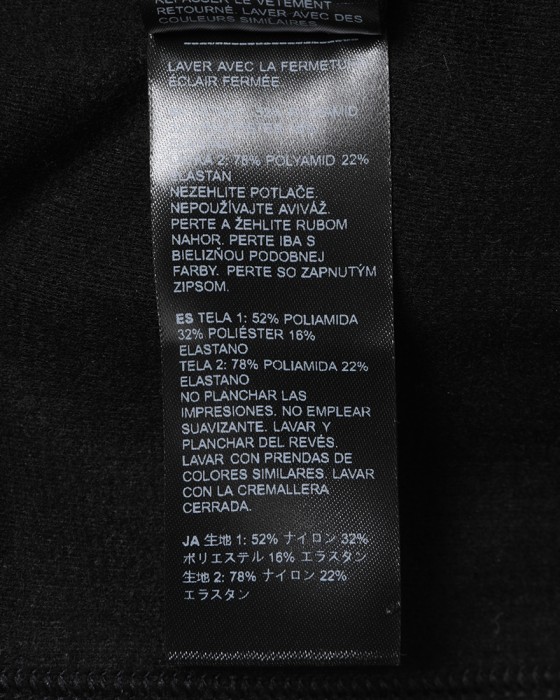 REPASSER LE VÊTEMENT
RETOURNÉ. LAVER AVEC DES
COULEURS SIMILAIRES.
LAVER AVEC LA FERMETU
ÉCLAIR FERMÉE.
2: 78% POLYAMID 22%
ELASTAN
NEZEHLITE POTLAČE.
NEPOUŽÍVAJTE AVIVÁŽ.
PERTE A ŽEHLITE RUBOM
NAHOR. PERTE IBA S
BIELIZŇOU PODOBNEJ
FARBY. PERTE SO ZAPNUTÝM
ZIPSOM.
ES TELA 1: 52% POLIAMIDA
32% POLIÉSTER 16%
ELASTANO
TELA 2: 78% POLIAMIDA 22%
ELASTANO
NO PLANCHAR LAS
IMPRESIONES. NO EMPLEAR
SUAVIZANTE. LAVAR Y
PLANCHAR DEL REVÉS.
LAVAR CON PRENDAS DE
COLORES SIMILARES. LAVAR
CON LA CREMALLERA
CERRADA.
JA 生地 1: 52% ナイロン 32%
ポリエステル 16% エラスタン
生地 2: 78% ナイロン 22%
エラスタン